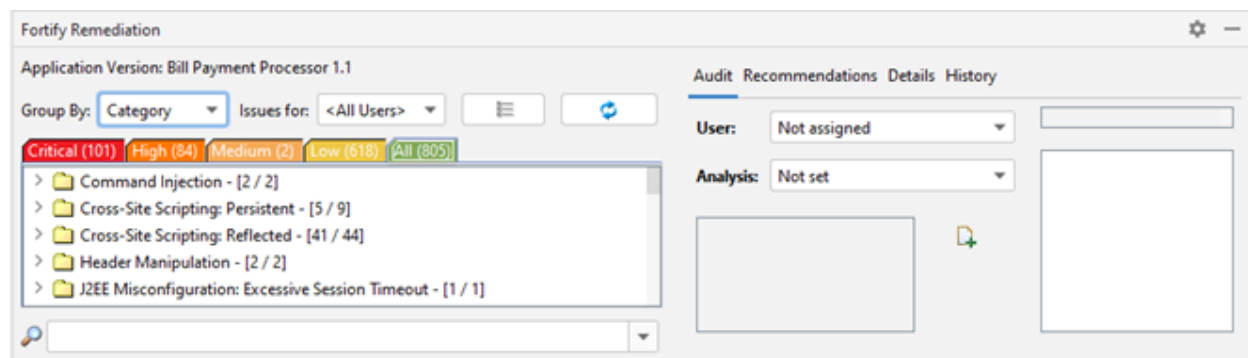 Fortify Remediation
Application Version: Bill Payment Processor 1.1
Group By: Category Issues for: <All Users>
Critical (101) High (84) Medium (2) Low (618) All (805)
Command Injection - [2 / 2]
Cross-Site Scripting: Persistent - [5 / 9]
Cross-Site Scripting: Reflected - [41 / 44]
Header Manipulation - [2 / 2]
J2EE Misconfiguration: Excessive Session Timeout - [1 / 1]
Audit Recommendations Details History
User: Not assigned
Analysis: Not set